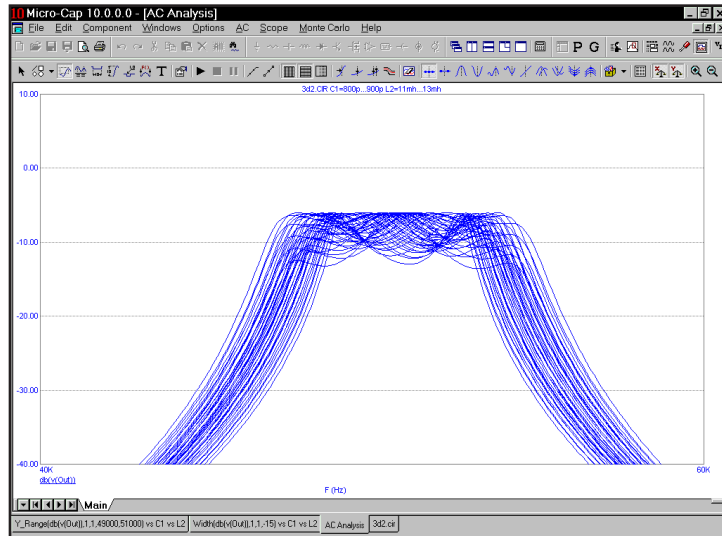 10 Micro-Cap 10.0.0.0 - [AC Analysis]
File Edit Component Windows Options AC Scope Monte Carlo Help
T P G
3d2.CIR C1=800p...900p L2=11mh...13mh
10.00
0.00
-10.00
-20.00
-30.00
-40.00
40K 60K
db(v(Out))
F (Hz)
Main
Y_Range(db(v(Out)),1,1,49000,51000) vs C1 vs L2 Width(db(v(Out)),1,1,-15) vs C1 vs L2 AC Analysis 3d2.cir